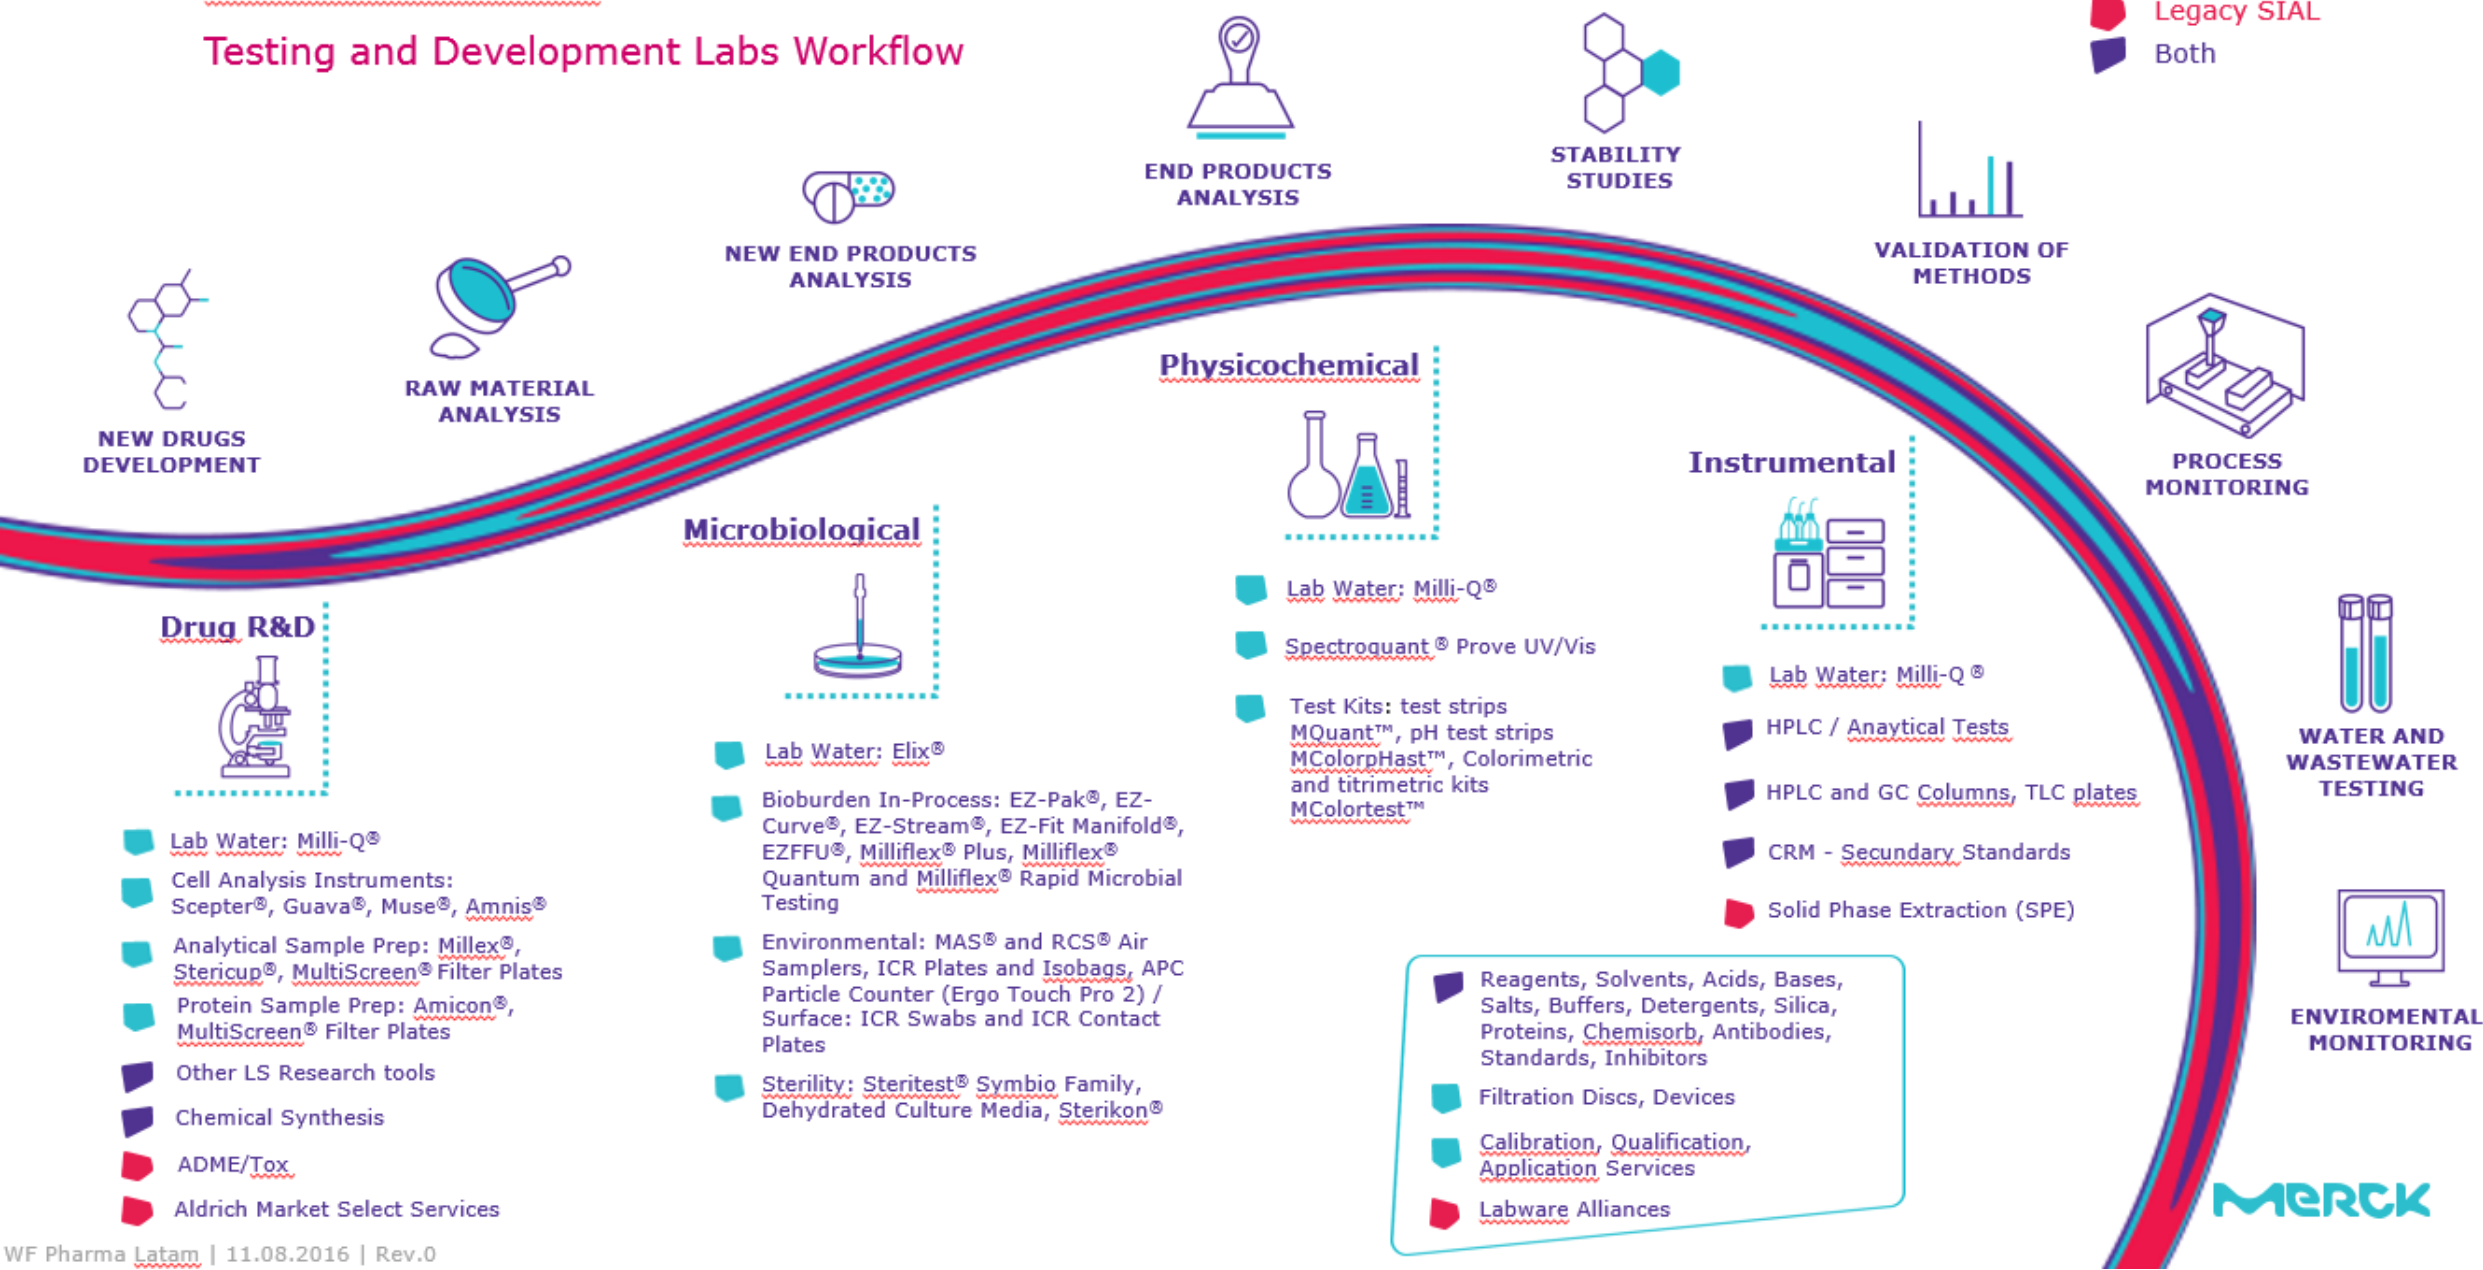 Testing and Development Labs Workflow
Legacy SIAL
Both
END PRODUCTS
ANALYSIS
STABILITY
STUDIES
VALIDATION OF
METHODS
NEW END PRODUCTS
ANALYSIS
RAW MATERIAL
ANALYSIS
NEW DRUGS
DEVELOPMENT
PROCESS
MONITORING
WATER AND
WASTEWATER
TESTING
ENVIROMENTAL
MONITORING
Drug R&D
Lab Water: Milli-Q®
Cell Analysis Instruments:
Scepter®, Guava®, Muse®, Amnis®
Analytical Sample Prep: Millex®,
Stericup®, MultiScreen® Filter Plates
Protein Sample Prep: Amicon®,
MultiScreen® Filter Plates
Other LS Research tools
Chemical Synthesis
ADME/Tox
Aldrich Market Select Services
Microbiological
Lab Water: Elix®
Bioburden In-Process: EZ-Pak®, EZ-
Curve®, EZ-Stream®, EZ-Fit Manifold®,
EZFFU®, Milliflex® Plus, Milliflex®
Quantum and Milliflex® Rapid Microbial
Testing
Environmental: MAS® and RCS® Air
Samplers, ICR Plates and Isobags, APC
Particle Counter (Ergo Touch Pro 2) /
Surface: ICR Swabs and ICR Contact
Plates
Sterility: Steritest® Symbio Family,
Dehydrated Culture Media, Sterikon®
Physicochemical
Lab Water: Milli-Q®
Spectroquant ® Prove UV/Vis
Test Kits: test strips
MQuant™, pH test strips
MColorpHast™, Colorimetric
and titrimetric kits
MColortest™
Instrumental
Lab Water: Milli-Q ®
HPLC / Anaytical Tests
HPLC and GC Columns, TLC plates
CRM - Secundary Standards
Solid Phase Extraction (SPE)
Reagents, Solvents, Acids, Bases,
Salts, Buffers, Detergents, Silica,
Proteins, Chemisorb, Antibodies,
Standards, Inhibitors
Filtration Discs, Devices
Calibration, Qualification,
Application Services
Labware Alliances
MERCK
WF Pharma Latam | 11.08.2016 | Rev.0